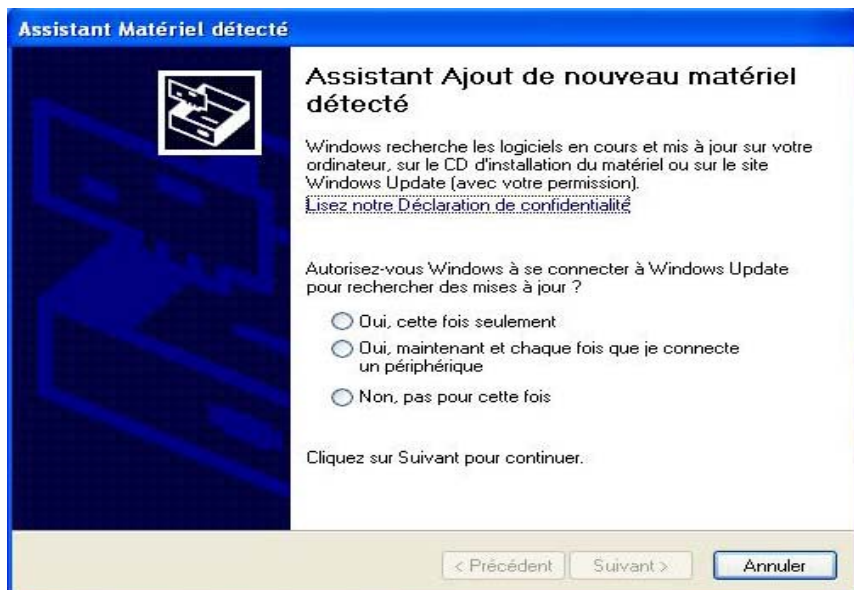 Assistant Matériel détecté
Assistant Ajout de nouveau matériel
détecté
Windows recherche les logiciels en cours et mis à jour sur votre
ordinateur, sur le CD d'installation du matériel ou sur le site
Windows Update (avec votre permission).
Lisez notre Déclaration de confidentialité
Autorisez-vous Windows à se connecter à Windows Update
pour rechercher des mises à jour ?
Oui, cette fois seulement
Oui, maintenant et chaque fois que je connecte
un périphérique
Non, pas pour cette fois
Cliquez sur Suivant pour continuer.
< Précédent Suivant > Annuler